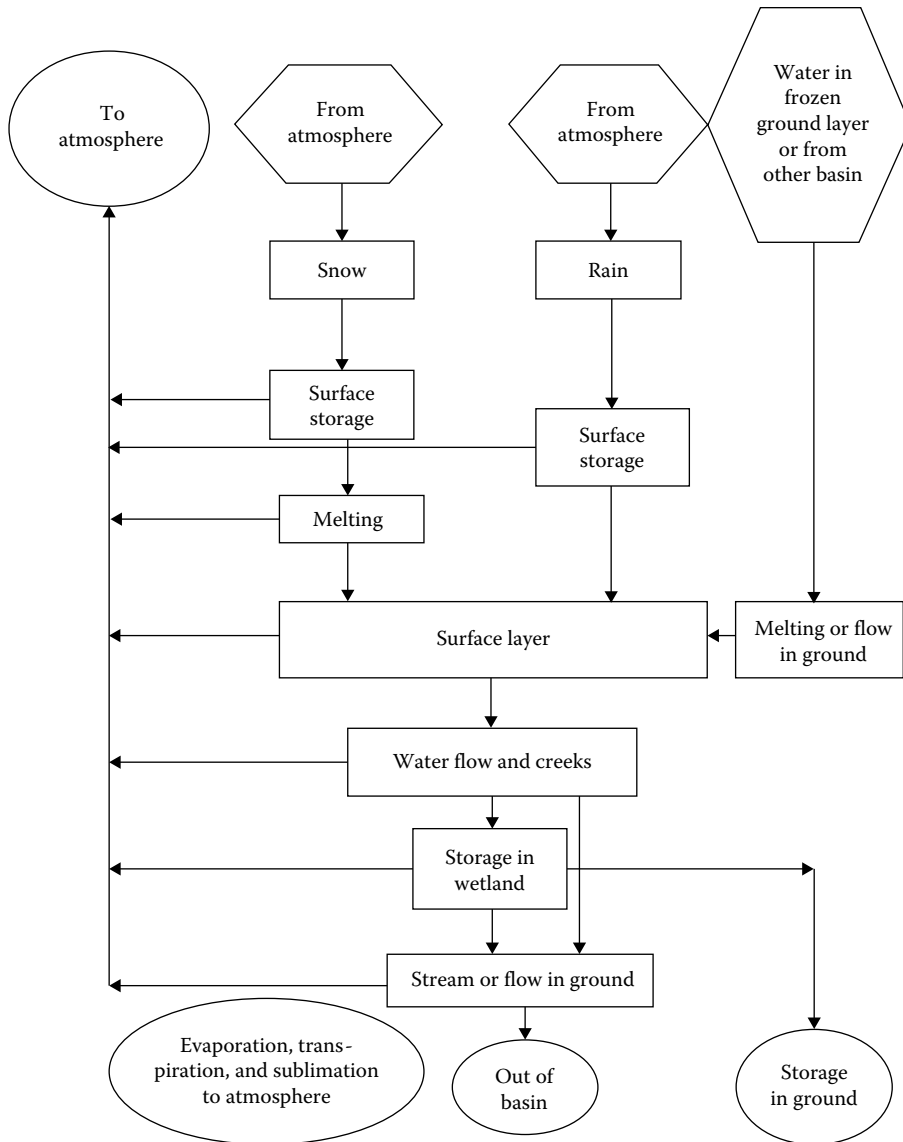 To
atmosphere
From
atmosphere
From
atmosphere
Water in
frozen
ground layer
or from
other basin
Snow
Rain
Surface
storage
Surface
storage
Melting
Surface layer
Melting or flow
in ground
Water flow and creeks
Storage in
wetland
Stream or flow in ground
Evaporation, trans-
piration, and sublimation
to atmosphere
Out of
basin
Storage
in ground